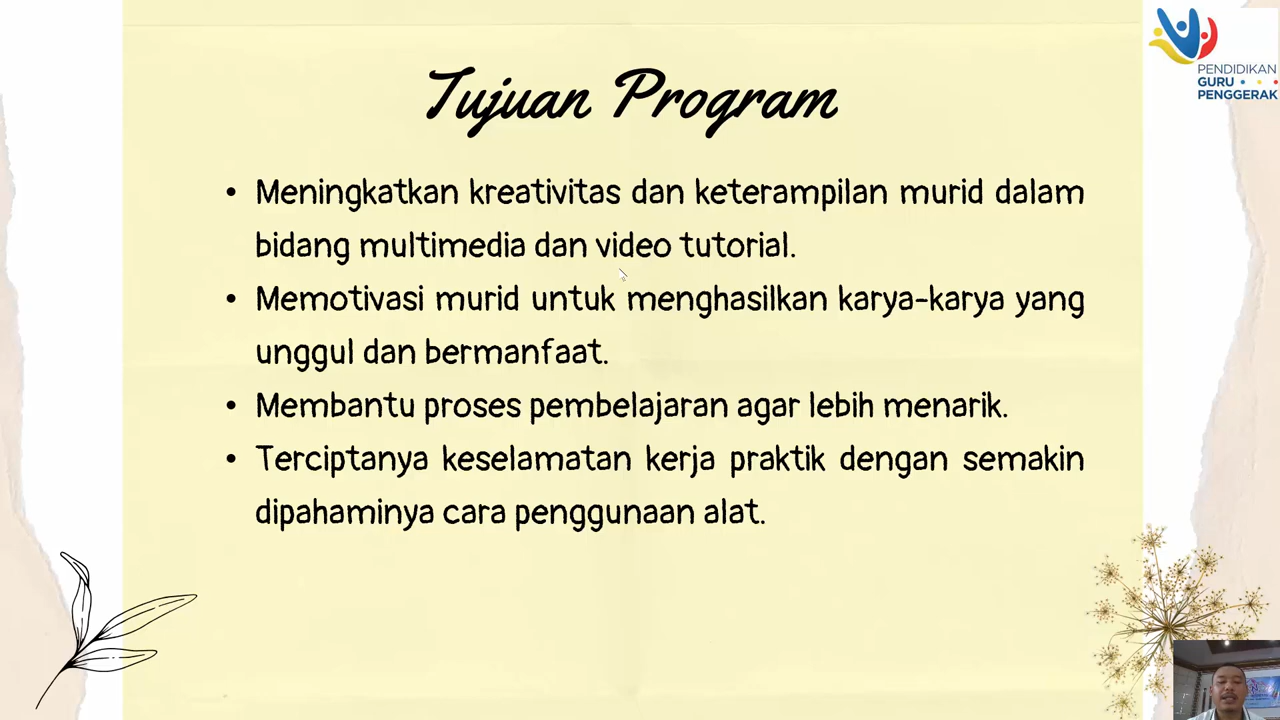 Tujuan Program
PENDIDIKAN
GURU
PENGGERAK
• Meningkatkan kreativitas dan keterampilan murid dalam
bidang multimedia dan video tutorial.
• Memotivasi murid untuk menghasilkan karya-karya yang
unggul dan bermanfaat.
• Membantu proses pembelajaran agar lebih menarik.
• Terciptanya keselamatan kerja praktik dengan semakin
dipahaminya cara penggunaan alat.